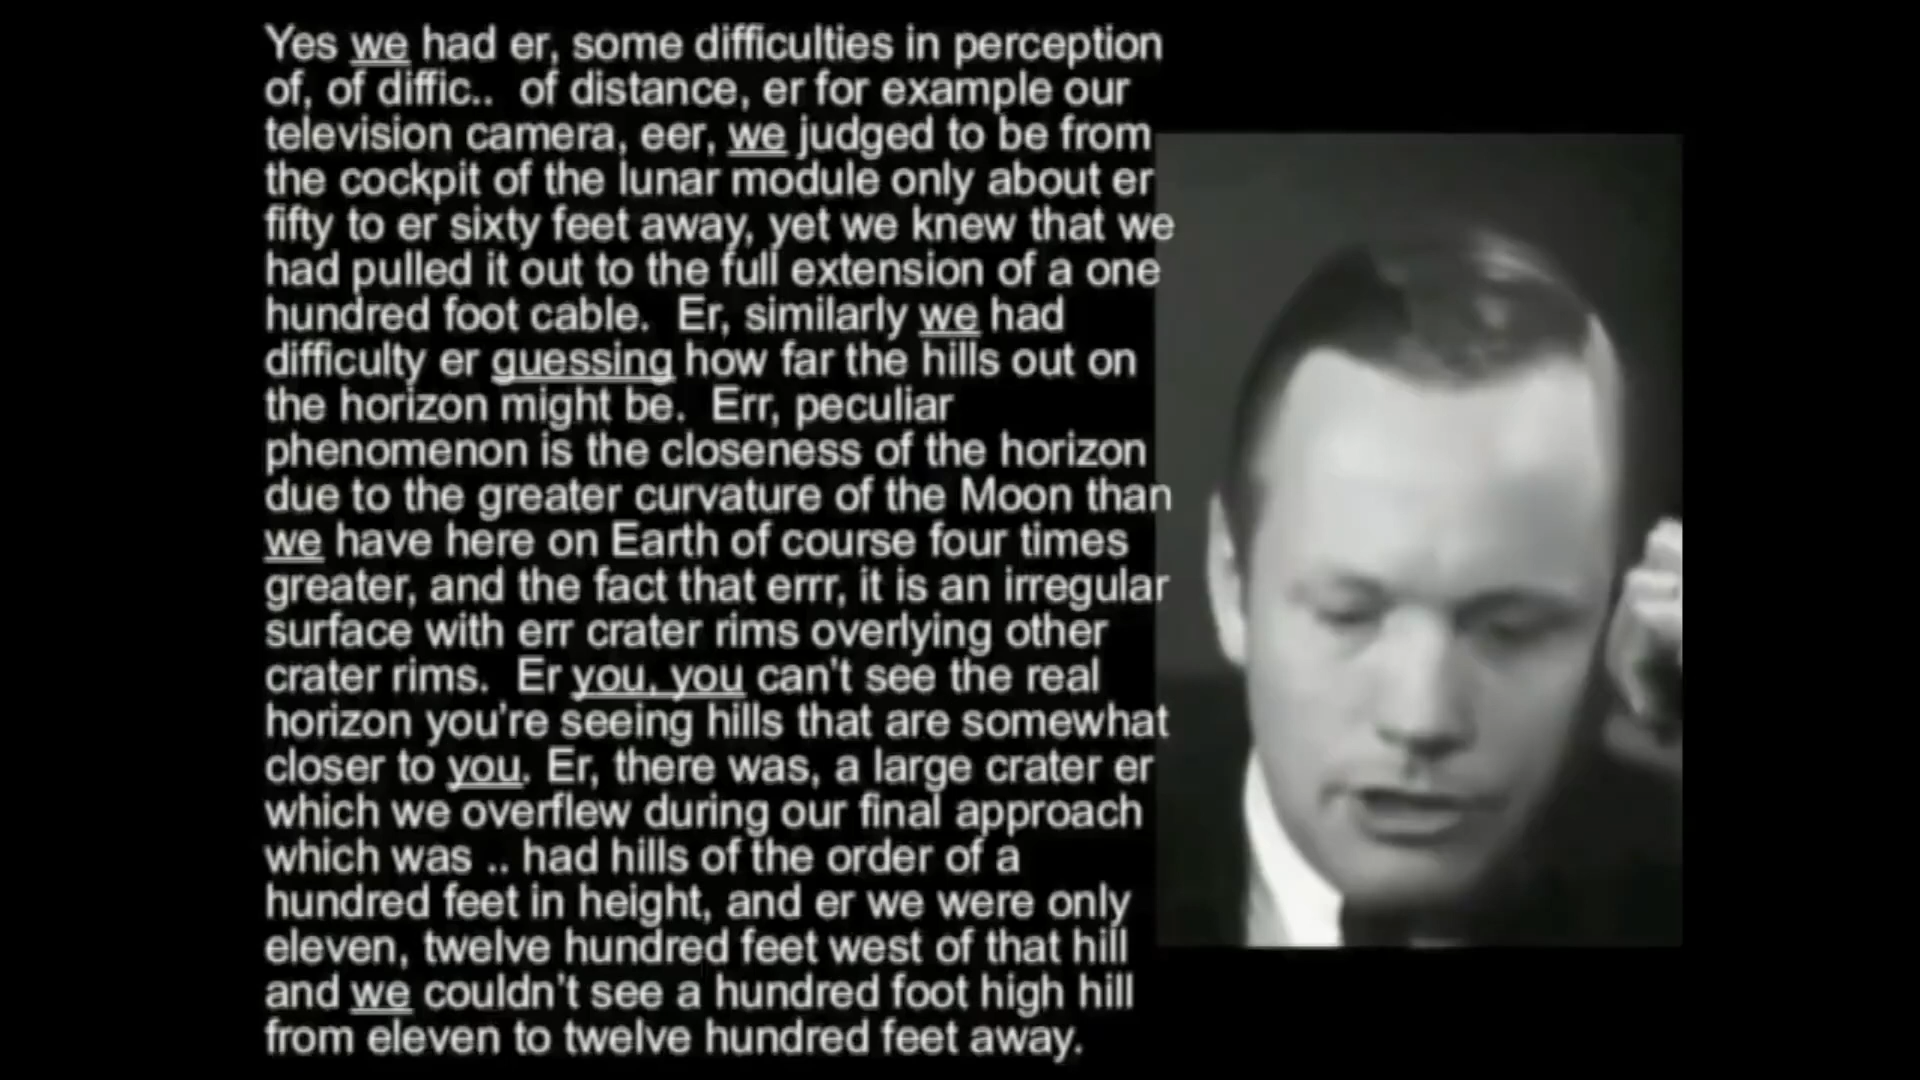 Yes we had er, some difficulties in perception
of, of diffic..  of distance, er for example our
television camera, eer, we judged to be from
the cockpit of the lunar module only about er
fifty to er sixty feet away, yet we knew that we
had pulled it out to the full extension of a one
hundred foot cable.  Er, similarly we had
difficulty er guessing how far the hills out on
the horizon might be.  Err, peculiar
phenomenon is the closeness of the horizon
due to the greater curvature of the Moon than
we have here on Earth of course four times
greater, and the fact that errr, it is an irregular
surface with err crater rims overlying other
crater rims.  Er you, you can't see the real
horizon you're seeing hills that are somewhat
closer to you. Er, there was, a large crater er
which we overflew during our final approach
which was .. had hills of the order of a
hundred feet in height, and er we were only
eleven, twelve hundred feet west of that hill
and we couldn't see a hundred foot high hill
from eleven to twelve hundred feet away.